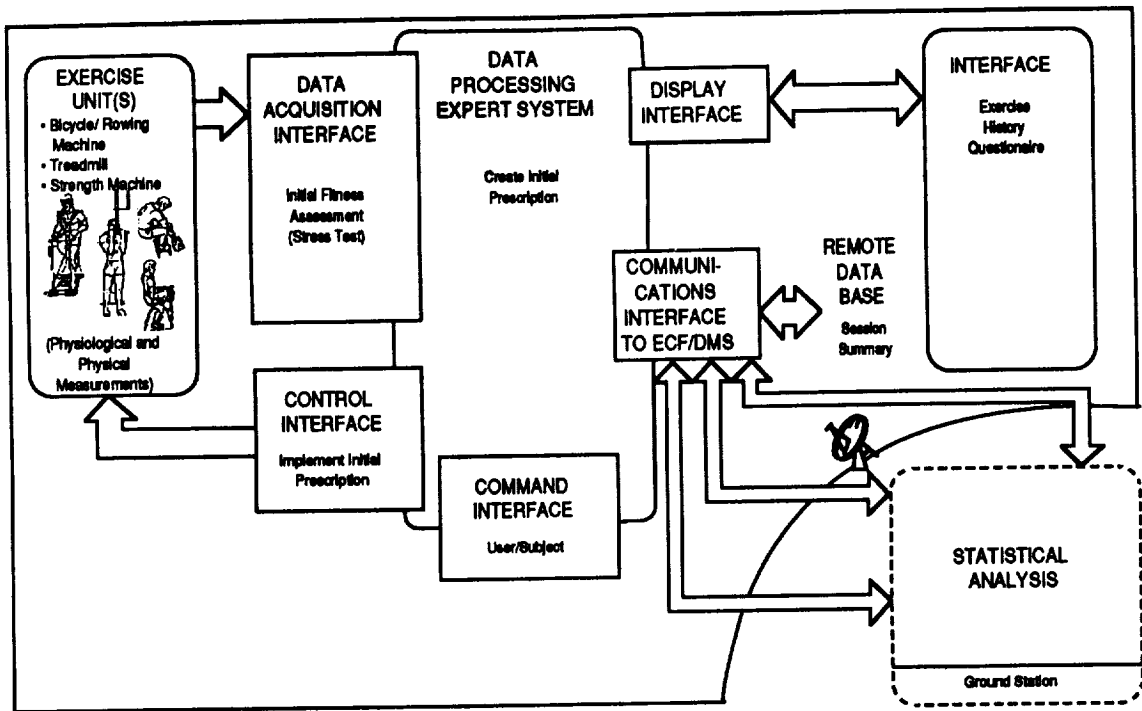 EXERCISE
UNIT(S)
• Bicycle/ Rowing
Machine
• Treadmill
• Strength Machine
(Physiological and
Physical
Measurements)
DATA
ACQUISITION
INTERFACE
Initial Fitness
Assessment
(Stress Test)
CONTROL
INTERFACE
Implement Initial
Prescription
DATA
PROCESSING
EXPERT SYSTEM
Create Initial
Prescription
COMMAND
INTERFACE
User/Subject
DISPLAY
INTERFACE
COMMUNI-
CATIONS
INTERFACE
TO ECF/DMS
REMOTE
DATA
BASE
Session
Summary
INTERFACE
Exercise
History
Questionaire
STATISTICAL
ANALYSIS
Ground Station